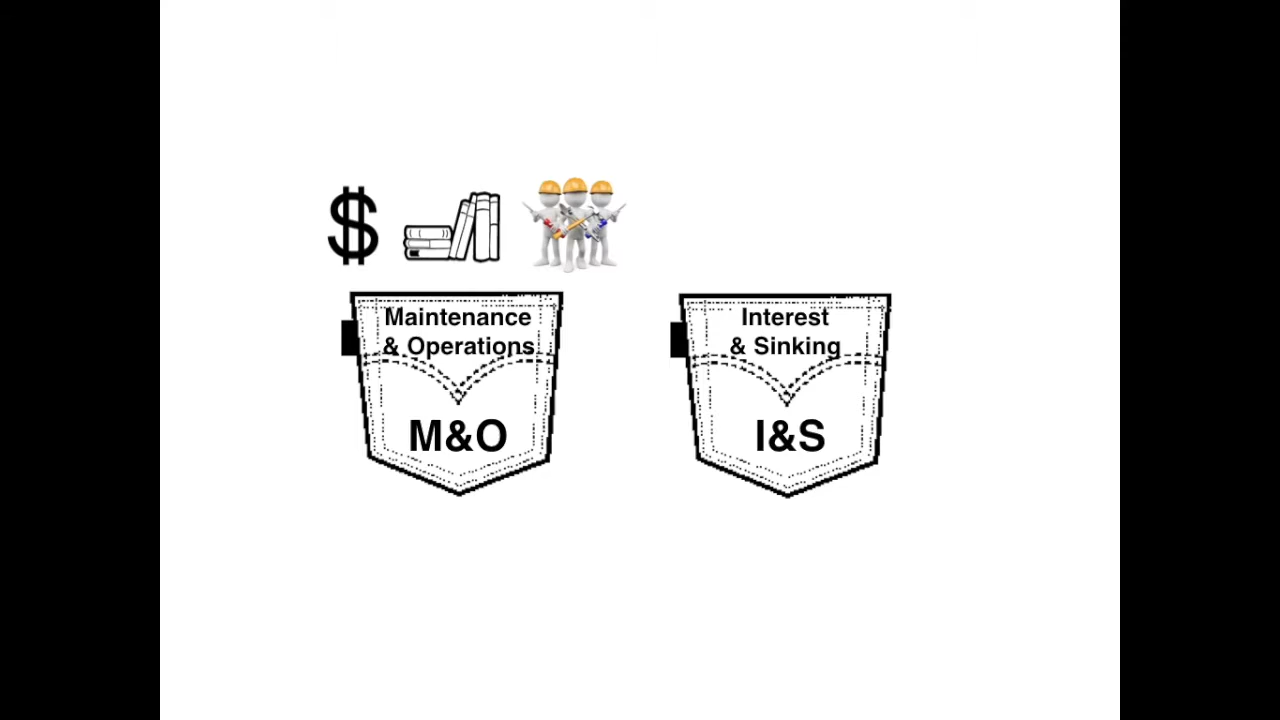 $
Maintenance
& Operations
M&O
Interest
& Sinking
I&S